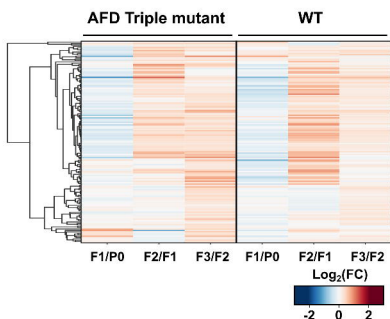 AFD Triple mutant WT
F1/P0 F2/F1 F3/F2 F1/P0 F2/F1 F3/F2
Log₂(FC)
-2 0 2